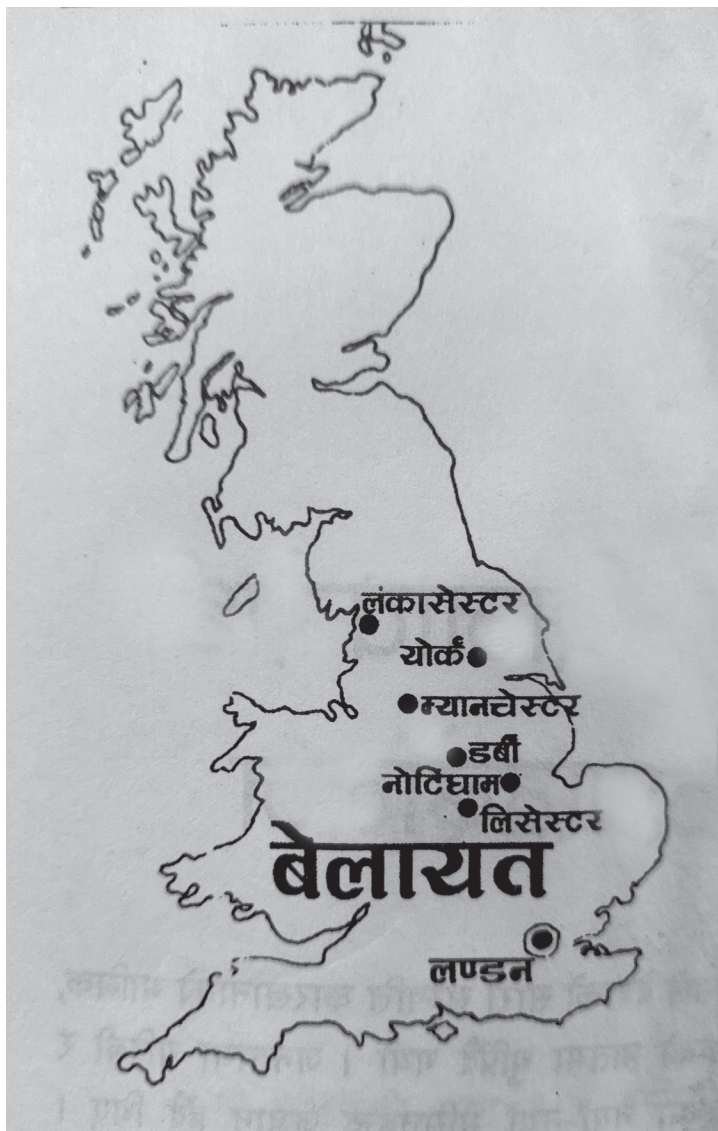 लंकासेस्टर
योर्क
म्यानचेस्टर
डर्बी
नोटिंघाम
लिसेस्टर
बेलायत
लण्डन